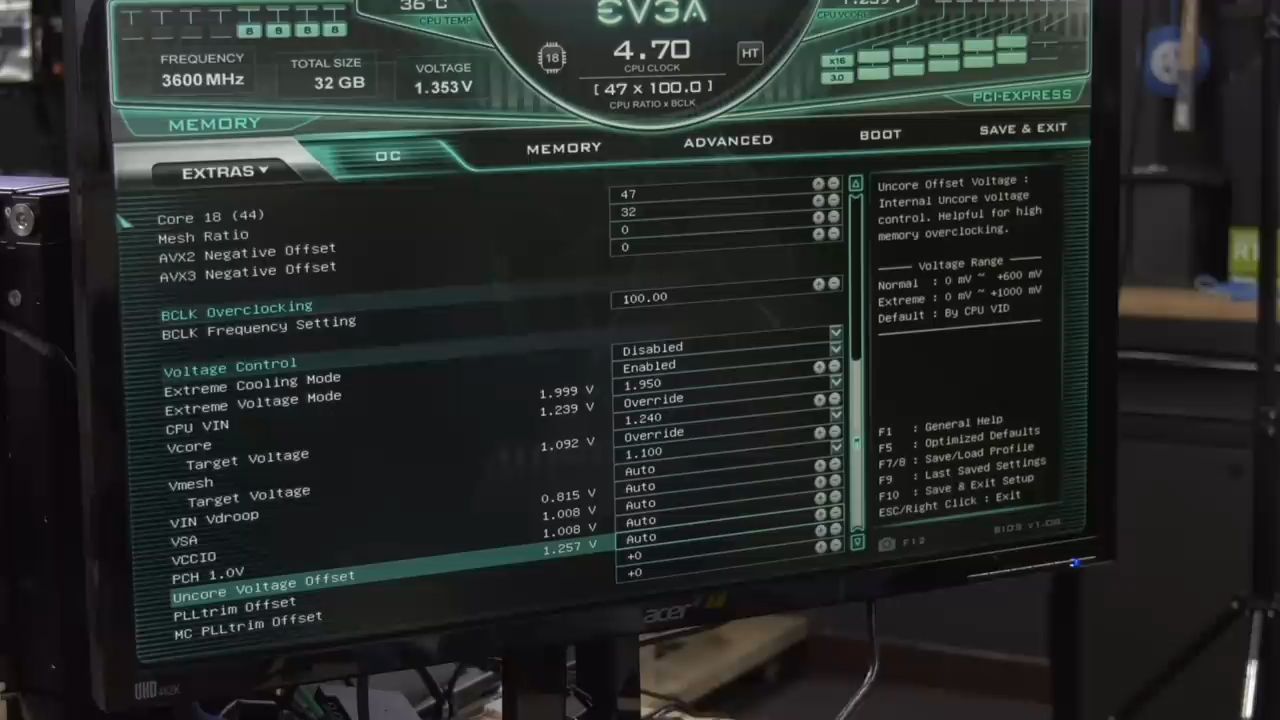 36°C
CPU TEMP
EVGA
CPU VCORE
8 8 8 8
FREQUENCY
3600 MHz
TOTAL SIZE
32 GB
VOLTAGE
1.353 V
18
4.70
CPU CLOCK
HT
[ 47 x 100.0 ]
CPU RATIO x BCLK
x16
3.0
PCI-EXPRESS
MEMORY
EXTRAS
OC
MEMORY
ADVANCED
BOOT
SAVE & EXIT
Core 18 (44) 47
Mesh Ratio 32
AVX2 Negative Offset 0
AVX3 Negative Offset 0
BCLK Overclocking
BCLK Frequency Setting 100.00
Voltage Control
Extreme Cooling Mode Disabled
Extreme Voltage Mode Enabled
CPU VIN 1.999 V 1.950
Vcore 1.239 V Override
Target Voltage 1.240
Vmesh 1.092 V Override
Target Voltage 1.100
VIN Vdroop Auto
VSA 0.815 V Auto
VCCIO 1.008 V Auto
PCH 1.0V 1.008 V Auto
Uncore Voltage Offset 1.257 V Auto
PLLtrim Offset +0
MC PLLtrim Offset +0
Uncore Offset Voltage :
Internal Uncore voltage
control. Helpful for high
memory overclocking.
Voltage Range
Normal : 0 mV ~ +600 mV
Extreme : 0 mV ~ +1000 mV
Default : By CPU VID
F1 : General Help
F5 : Optimized Defaults
F7/8 : Save/Load Profile
F9 : Last Saved Settings
F10 : Save & Exit Setup
ESC/Right Click : Exit
F12
BIOS v1.08
acer
UHD 4K2K